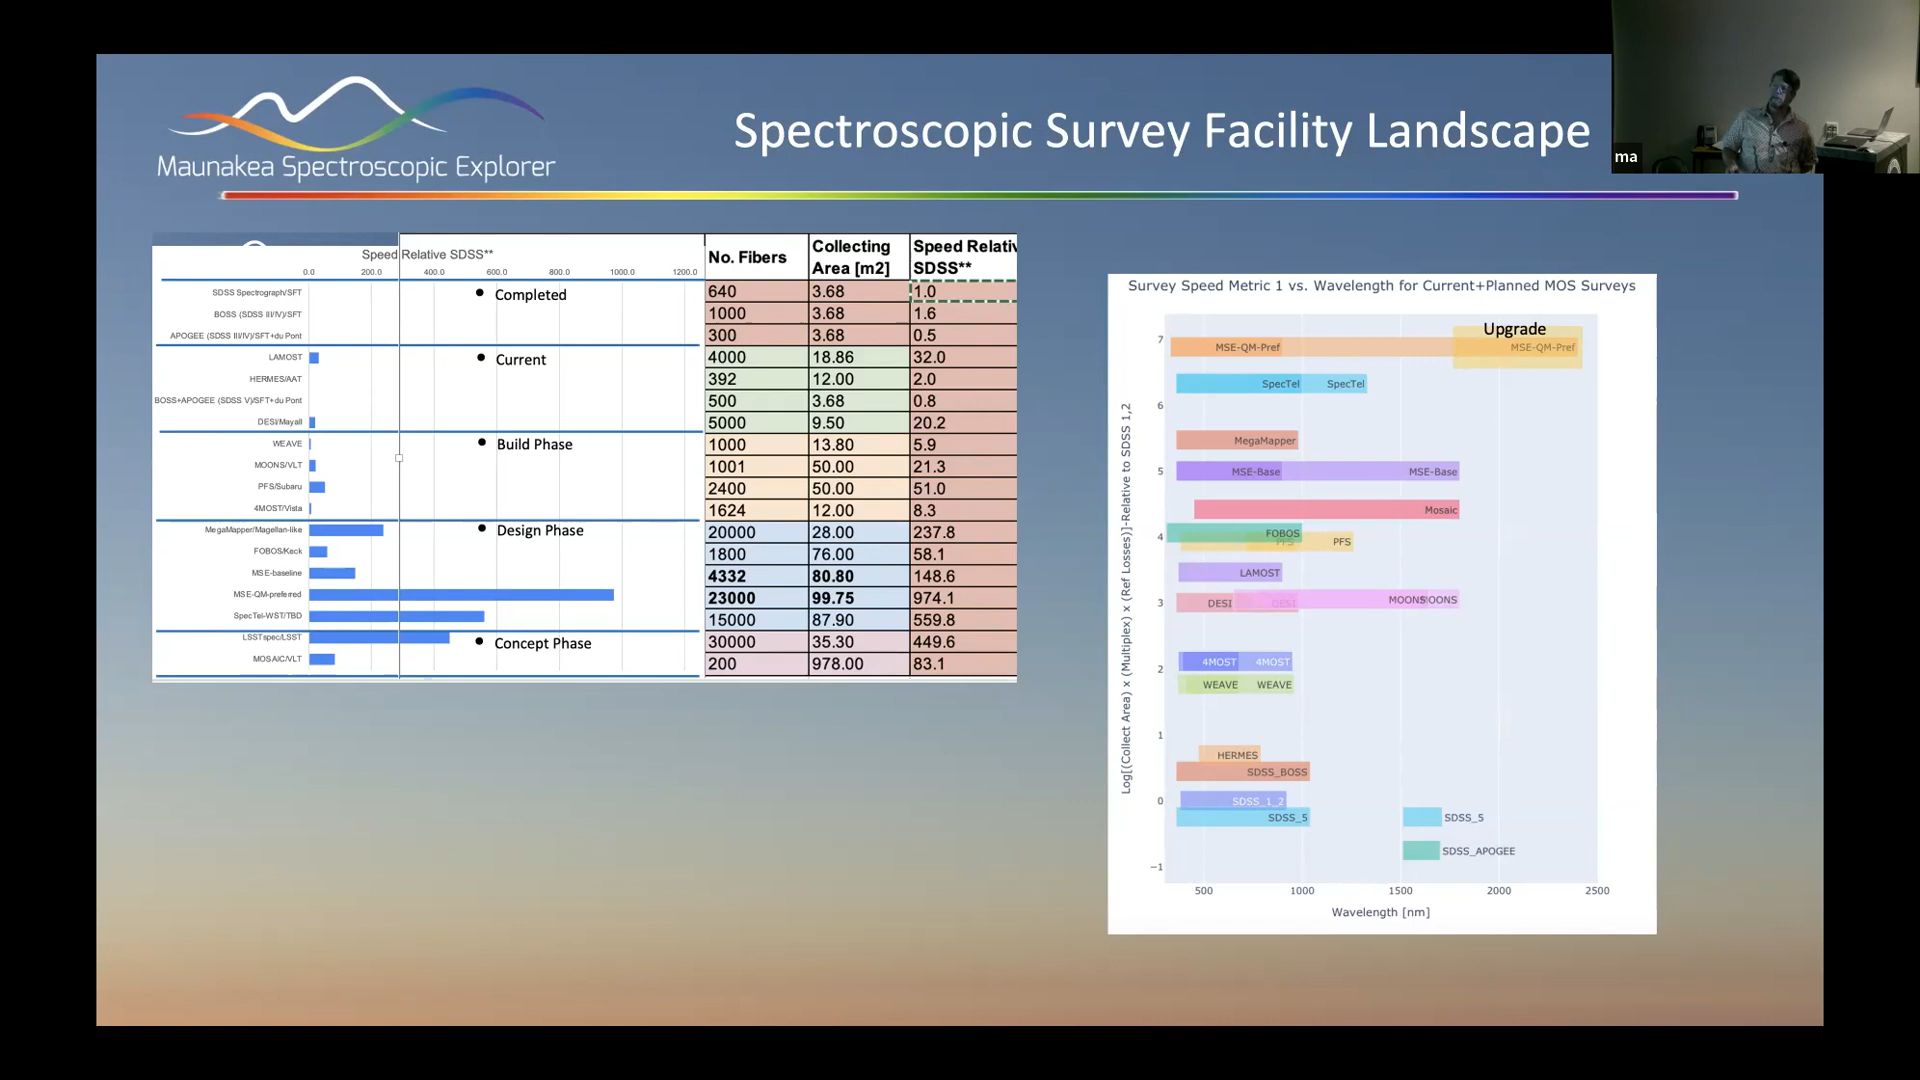 Maunakea Spectroscopic Explorer
Spectroscopic Survey Facility Landscape
ma
Speed Relative SDSS**
0.0 200.0 400.0 600.0 800.0 1000.0 1200.0
SDSS Spectrograph/SFT
BOSS (SDSS III/IV)/SFT
APOGEE (SDSS III/IV)/SFT+du Pont
LAMOST
HERMES/AAT
BOSS+APOGEE (SDSS V)/SFT+du Pont
DESI/Mayall
WEAVE
MOONS/VLT
PFS/Subaru
4MOST/Vista
MegaMapper/Magellan-like
FOBOS/Keck
MSE-baseline
MSE-QM-preferred
SpecTel-WST/TBD
LSSTspec/LSST
MOSAIC/VLT
• Completed
• Current
• Build Phase
• Design Phase
• Concept Phase
No. Fibers Collecting Area [m2] Speed Relativ SDSS**
640 3.68 1.0
1000 3.68 1.6
300 3.68 0.5
4000 18.86 32.0
392 12.00 2.0
500 3.68 0.8
5000 9.50 20.2
1000 13.80 5.9
1001 50.00 21.3
2400 50.00 51.0
1624 12.00 8.3
20000 28.00 237.8
1800 76.00 58.1
4332 80.80 148.6
23000 99.75 974.1
15000 87.90 559.8
30000 35.30 449.6
200 978.00 83.1
Survey Speed Metric 1 vs. Wavelength for Current+Planned MOS Surveys
Log[(Collect Area) x (Multiplex) x (Ref Losses)]-Relative to SDSS 1,2
7
6
5
4
3
2
1
0
−1
Upgrade
MSE-QM-Pref MSE-QM-Pref
SpecTel SpecTel
MegaMapper
MSE-Base MSE-Base
Mosaic
FOBOS
PFS PFS
LAMOST
DESI DESI MOONS MOONS
4MOST 4MOST
WEAVE WEAVE
HERMES
SDSS_BOSS
SDSS_1_2
SDSS_5 SDSS_5
SDSS_APOGEE
500 1000 1500 2000 2500
Wavelength [nm]